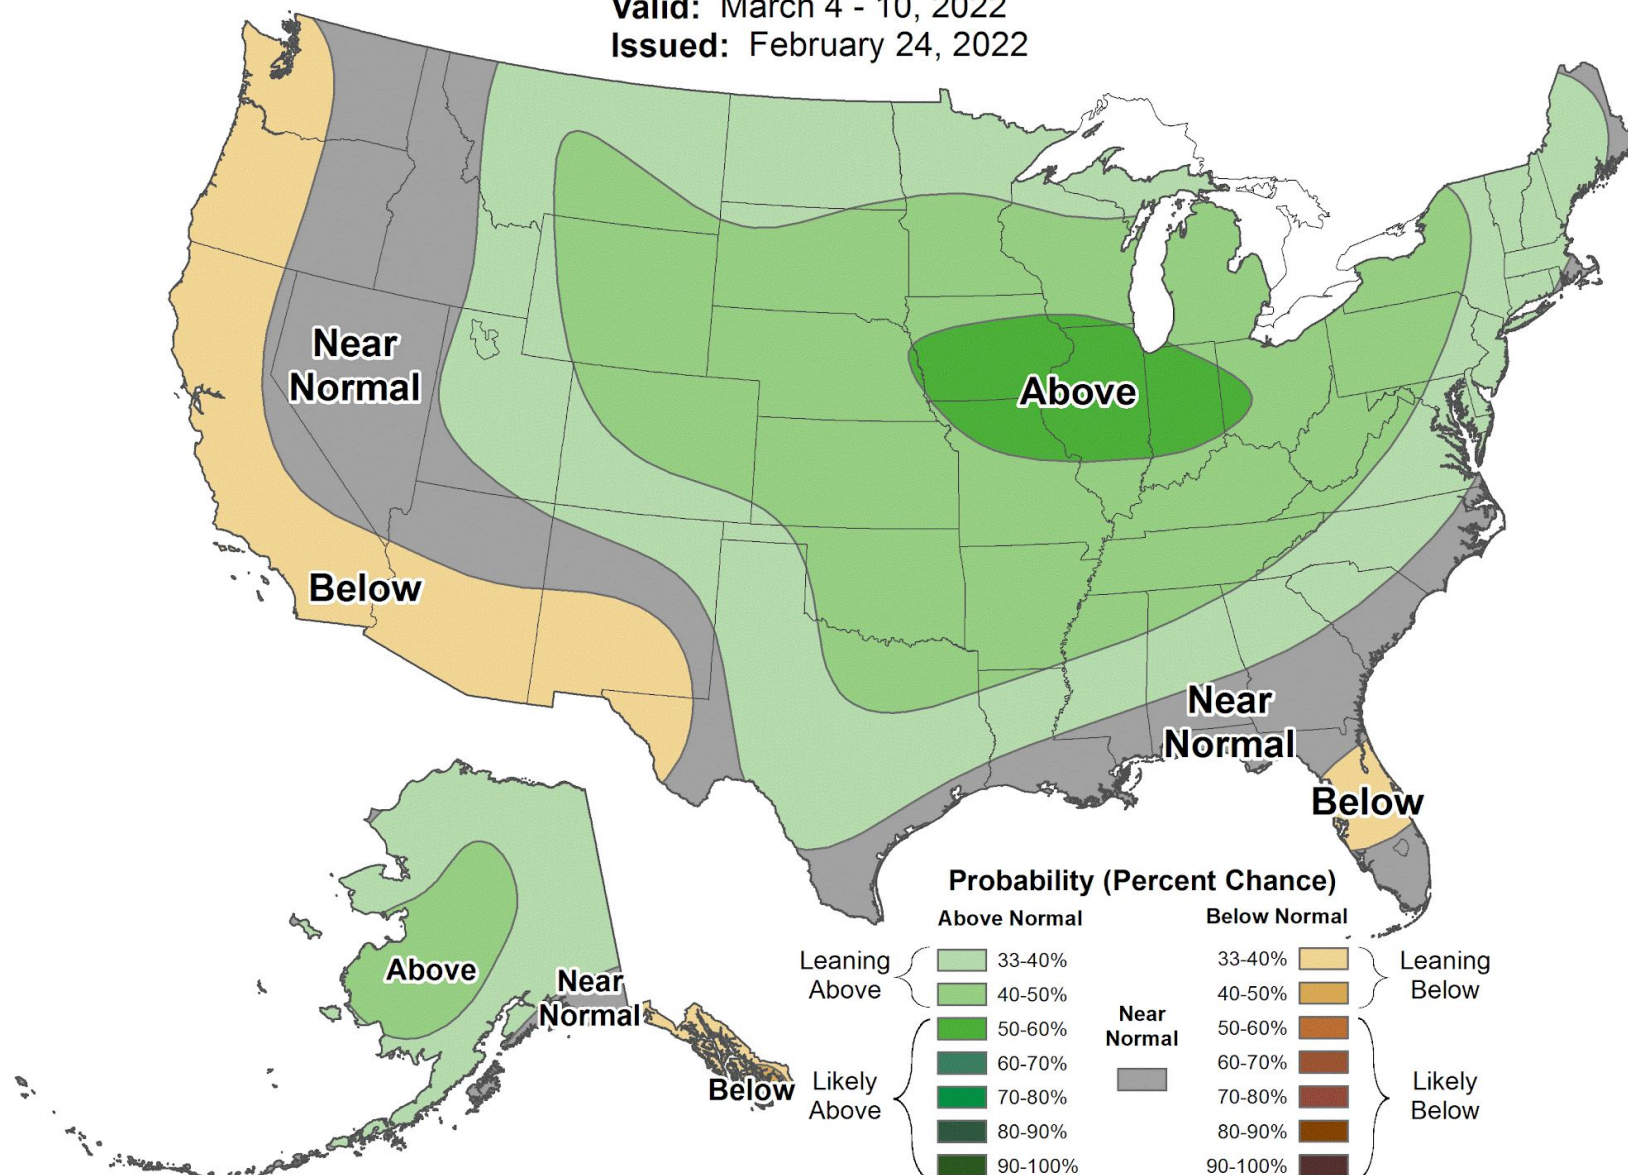 Valid: March 4 - 10, 2022
Issued: February 24, 2022
Near
Normal
Above
Below
Near
Normal
Below
Above
Near
Normal
Below
Probability (Percent Chance)
Above Normal
Below Normal
Leaning
Above
33-40%
40-50%
Likely
Above
50-60%
60-70%
70-80%
80-90%
90-100%
Near
Normal
33-40%
40-50%
Leaning
Below
50-60%
60-70%
70-80%
80-90%
90-100%
Likely
Below